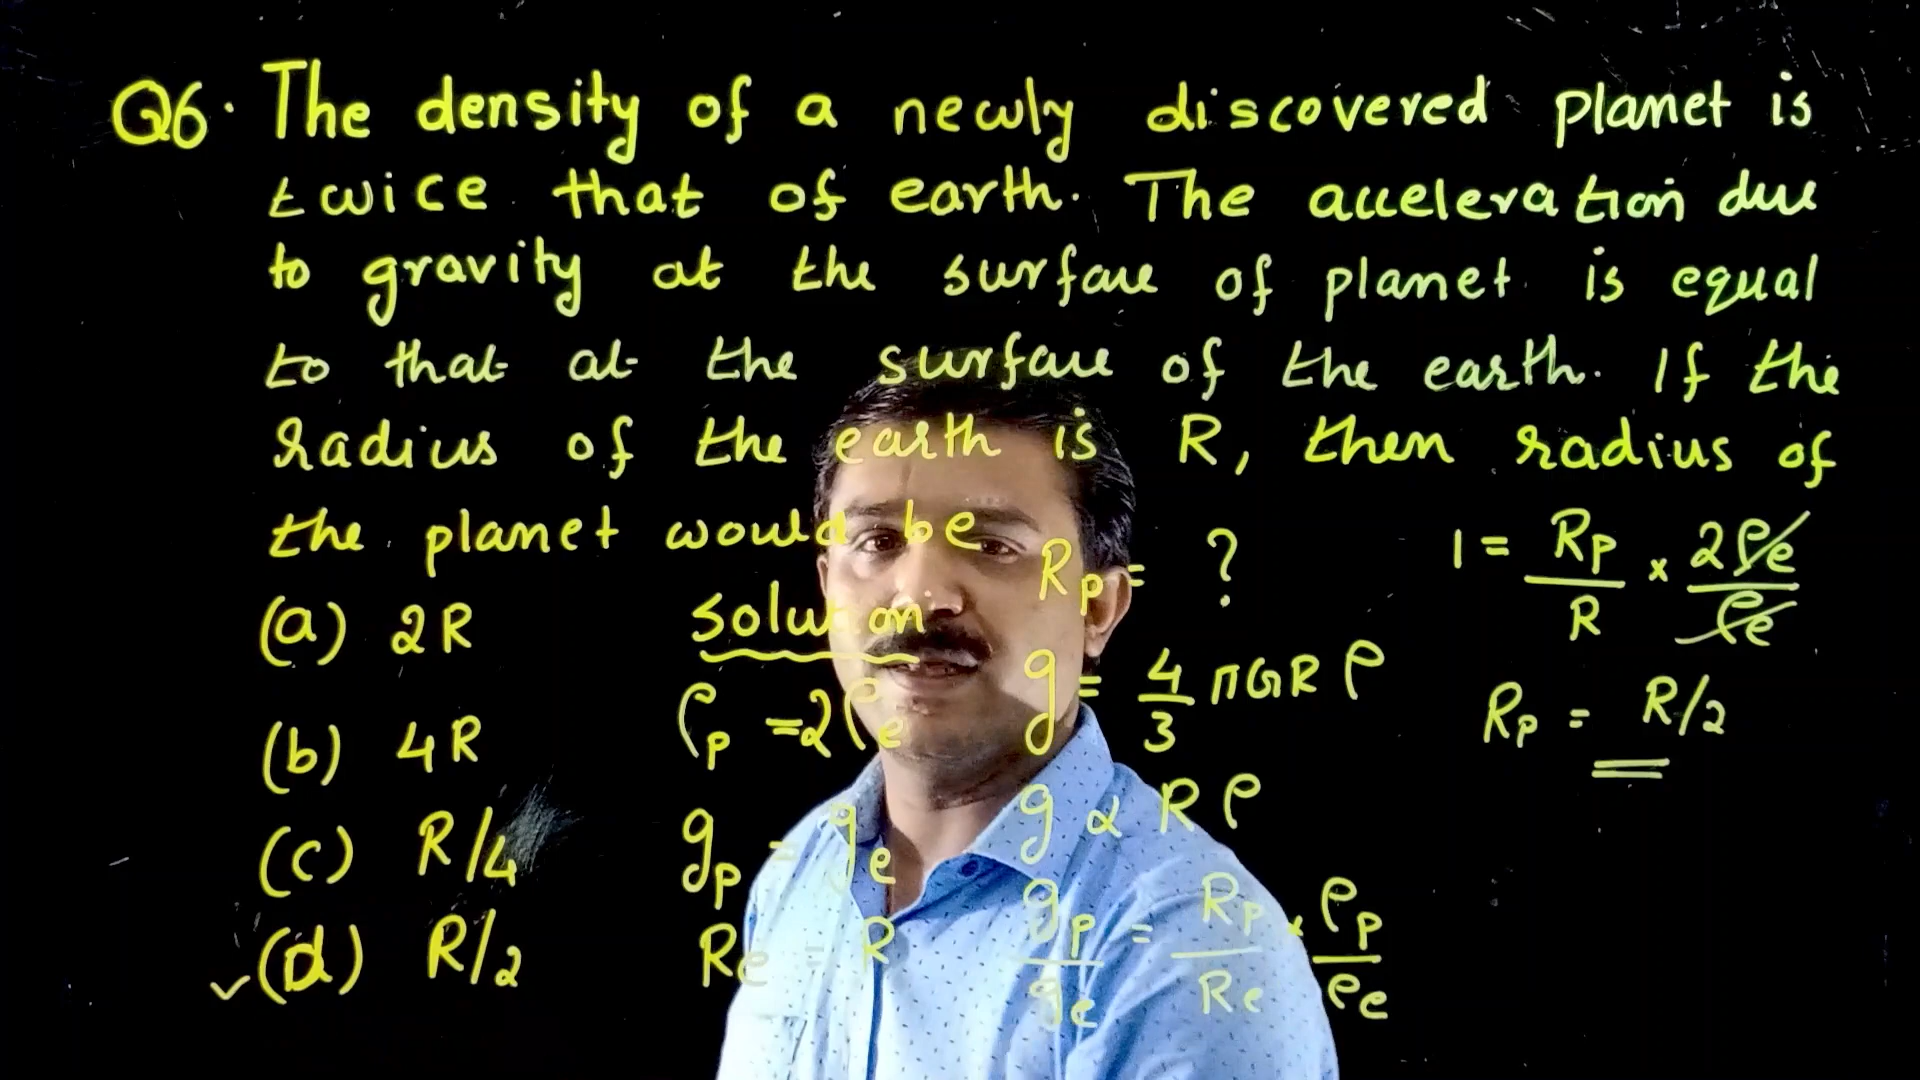 Q6. The density of a newly discovered planet is
twice that of earth. The acceleration due
to gravity at the surface of planet is equal
to that at the surface of the earth. If the
radius of the earth is R, then radius of
the planet would be
(a) 2R
(b) 4R
(c) R/4
✓(d) R/2
Solution
ρp = 2ρe
gp = ge
Re = R
Rp = ?
g = 4/3 πGRρ
g α Rρ
gp/ge = Rp/Re × ρp/ρe
1 = Rp/R × 2ρe/ρe
Rp = R/2